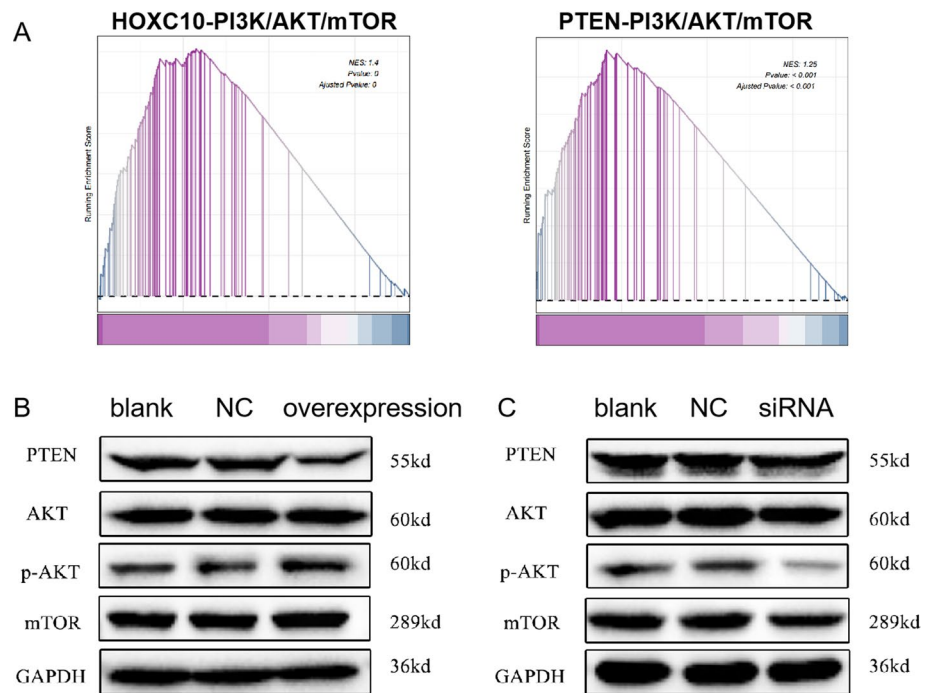 A
HOXC10-PI3K/AKT/mTOR
Running Enrichment Score
NES: 1.4
Pvalue: 0
Ajusted Pvalue: 0
PTEN-PI3K/AKT/mTOR
Running Enrichment Score
NES: 1.25
Pvalue: < 0.001
Ajusted Pvalue: < 0.001
B
blank NC overexpression
PTEN 55kd
AKT 60kd
p-AKT 60kd
mTOR 289kd
GAPDH 36kd
C
blank NC siRNA
PTEN 55kd
AKT 60kd
p-AKT 60kd
mTOR 289kd
GAPDH 36kd